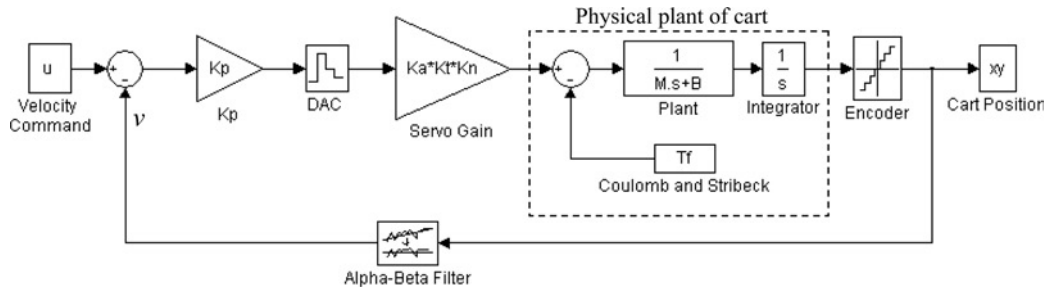 Physical plant of cart
u
Velocity
Command
+
-
v
Kp
Kp
DAC
Ka*Kt*Kn
Servo Gain
+
-
1
M.s+B
Plant
1
s
Integrator
Encoder
xy
Cart Position
Tf
Coulomb and Stribeck
Alpha-Beta Filter